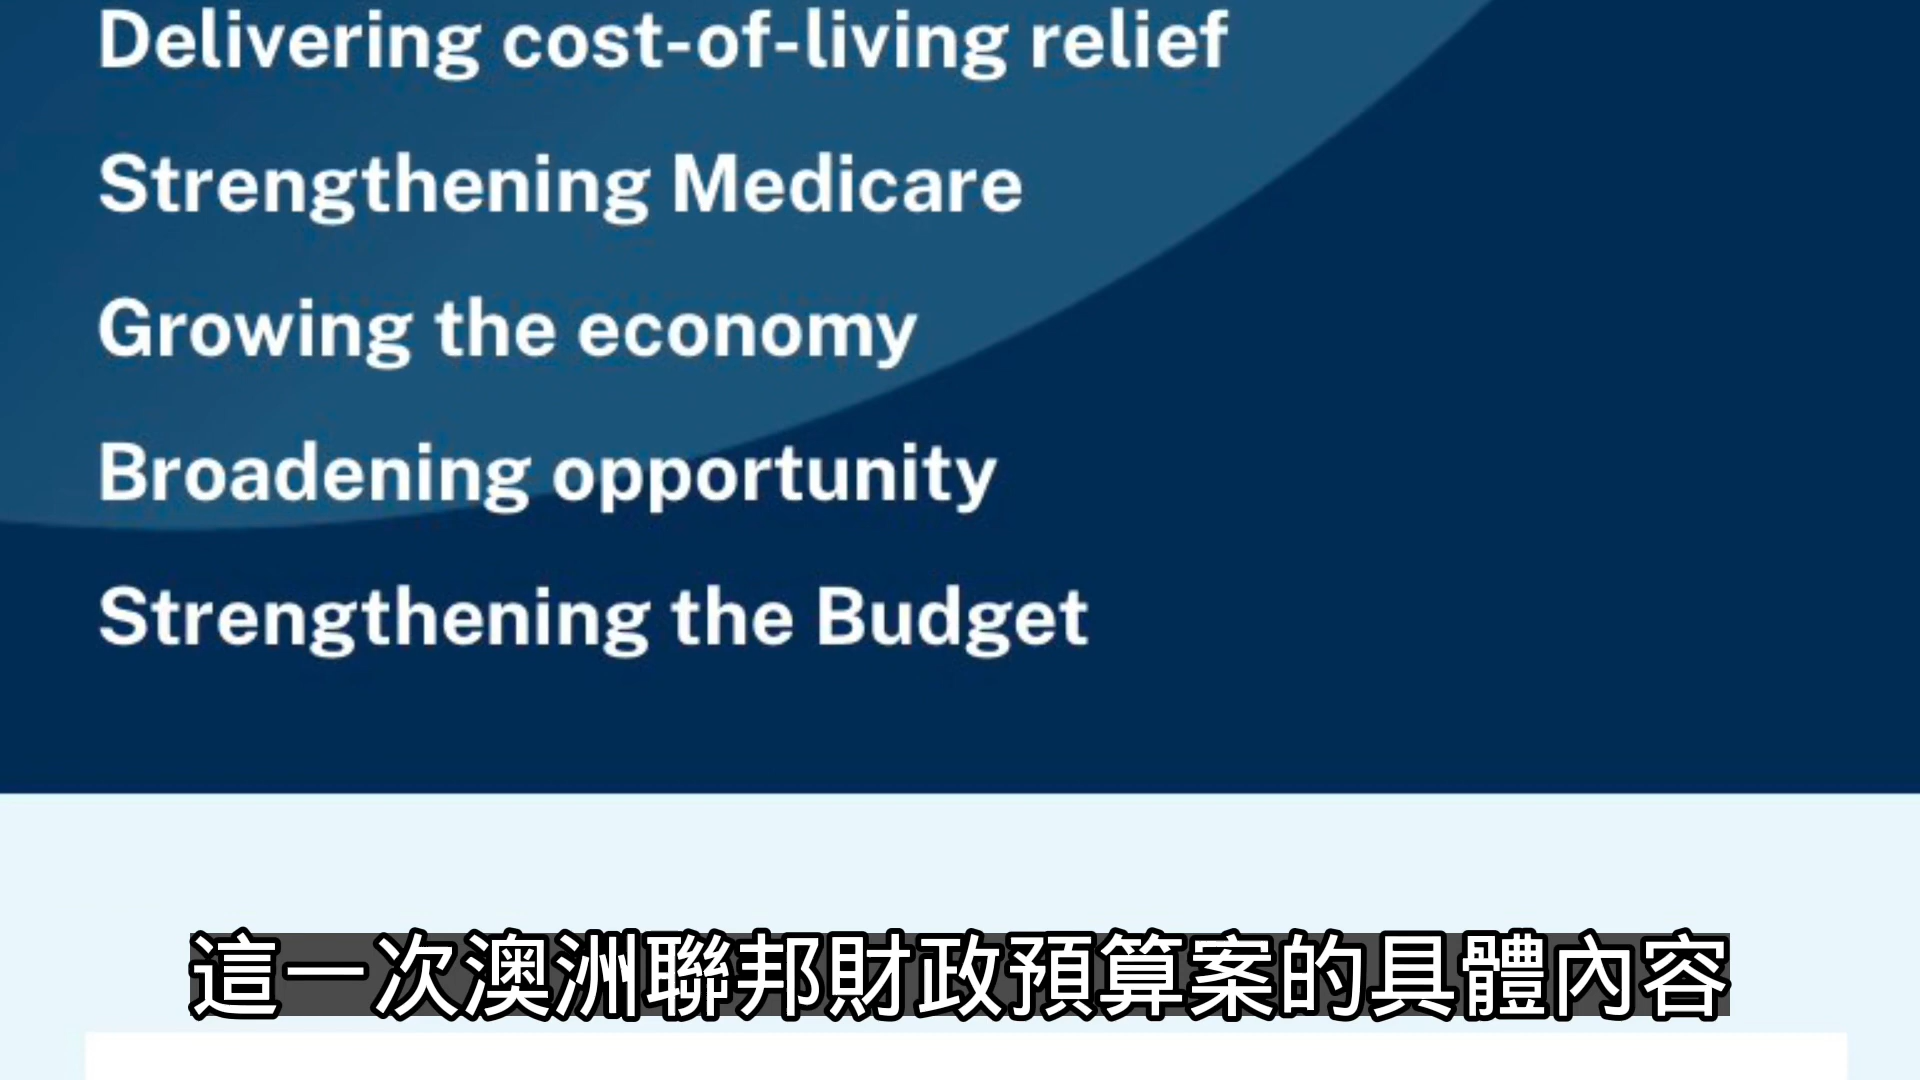 Delivering cost-of-living relief
Strengthening Medicare
Growing the economy
Broadening opportunity
Strengthening the Budget
這一次澳洲聯邦財政預算案的具體內容